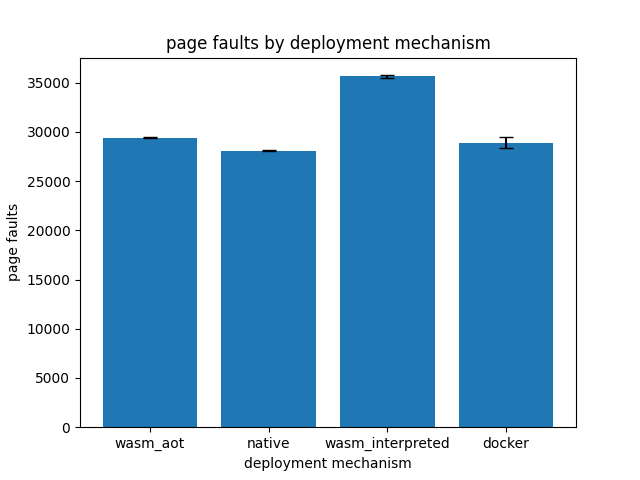 page faults by deployment mechanism
35000
30000
25000
20000
15000
10000
5000
0
page faults
wasm_aot
native
wasm_interpreted
docker
deployment mechanism